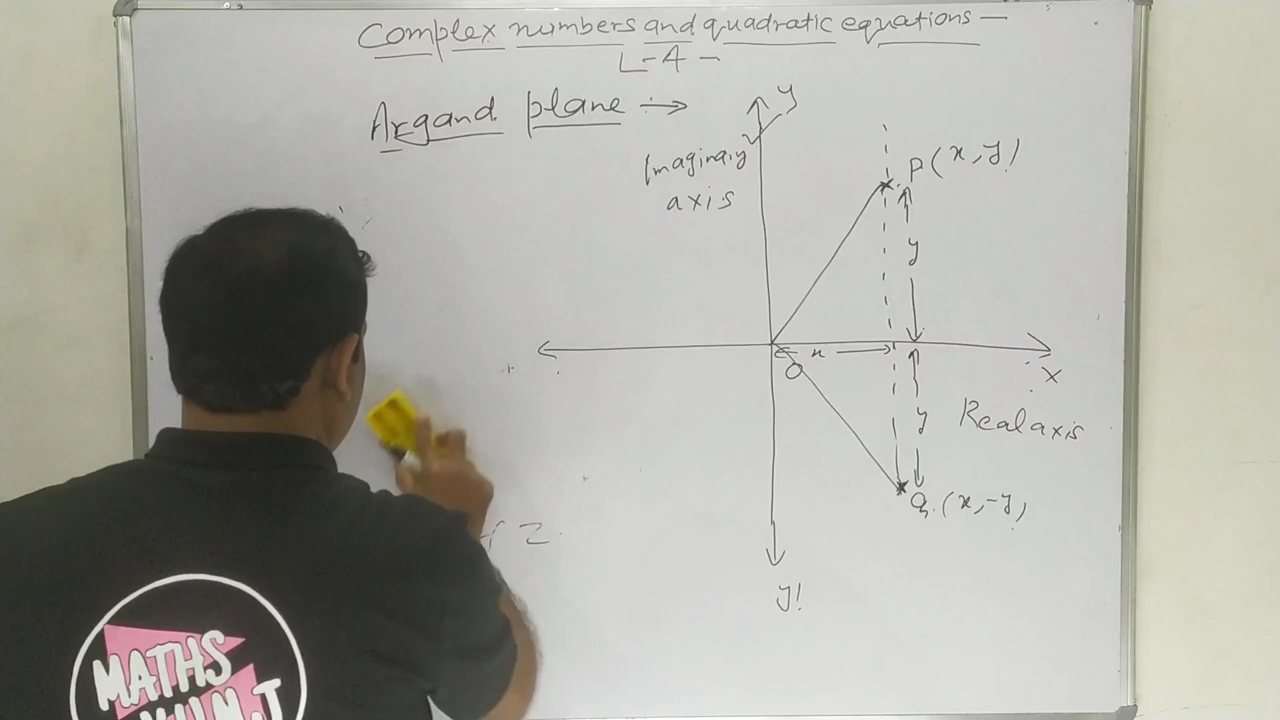 Complex numbers and quadratic equations —
L-4 —
Argand plane →
y
Imaginary
axis
P(x,y)
y
x
O
X
y
Real axis
Q(x,-y)
f z
y!
MATHS